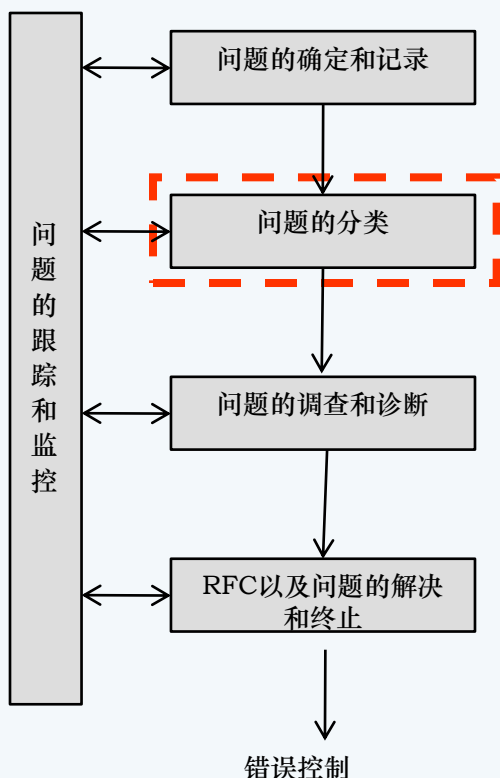 问题的跟踪和监控
问题的确定和记录
问题的分类
问题的调查和诊断
RFC以及问题的解决
和终止
错误控制